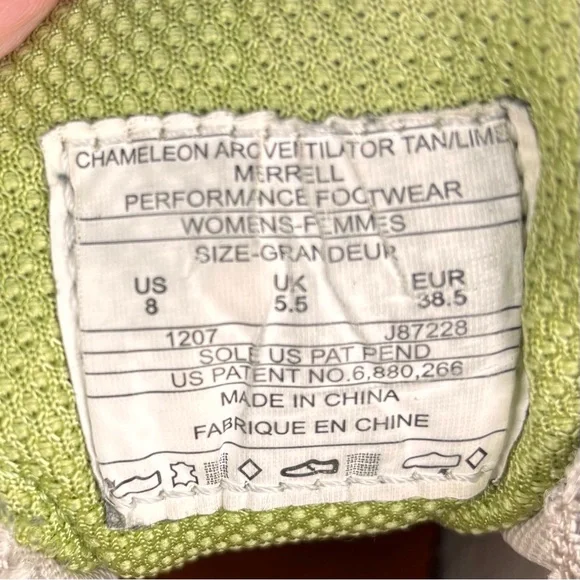 CHAMELEON ARC VENTILATOR TAN/LIME
MERRELL
PERFORMANCE FOOTWEAR
WOMENS-FEMMES
SIZE-GRANDEUR
US UK EUR
8 5.5 38.5
1207 J87228
SOLE US PAT PEND
US PATENT NO.6,880,266
MADE IN CHINA
FABRIQUE EN CHINE